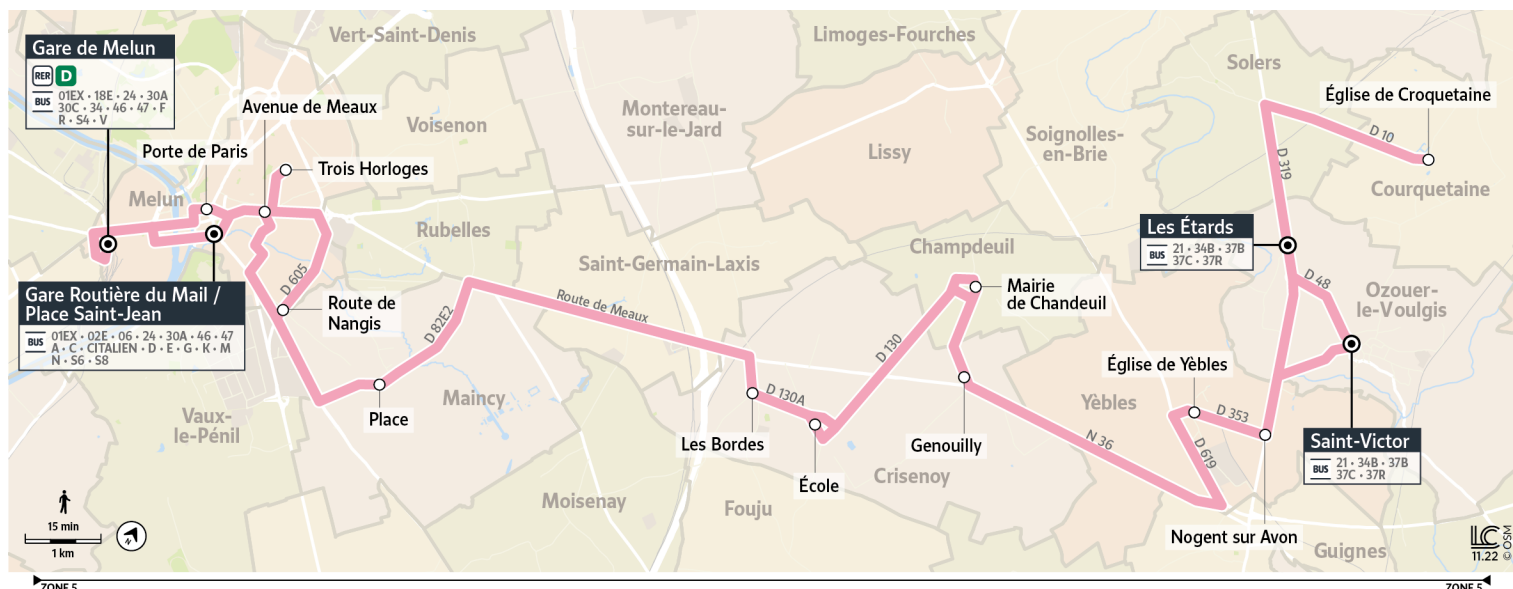 Gare de Melun
RER D
BUS 01EX • 18E • 24 • 30A
30C • 34 • 46 • 47 • F
R • S4 • V
Vert-Saint-Denis
Limoges-Fourches
Solers
Avenue de Meaux
Église de Croquetaine
Voisenon
Montereau-
sur-le-Jard
Soignolles-
en-Brie
D 10
Porte de Paris
Trois Horloges
Lissy
D 319
Melun
Courquetaine
Rubelles
Les Étards
BUS 21 • 34B • 37B
37C • 37R
Champdeuil
Saint-Germain-Laxis
D 605
D 48
Gare Routière du Mail /
Place Saint-Jean
BUS 01EX • 02E • 06 • 24 • 30A • 46 • 47
A • C • CITALIEN • D • E • G • K • M
N • S6 • S8
Route de
Nangis
Route de Meaux
Mairie
de Chandeuil
Ozouer-
le-Voulgis
D 82E2
D 130
Église de Yèbles
D 130A
Maincy
Yèbles
Place
Vaux-
le-Pénil
D 353
Les Bordes
Genouilly
N 36
D 619
Saint-Victor
BUS 21 • 34B • 37B
37C • 37R
École
Crisenoy
Moisenay
Fouju
Nogent sur Avon
Guignes
15 min
1 km
N
LC
11.22
© OSM
ZONE 5
ZONE 5